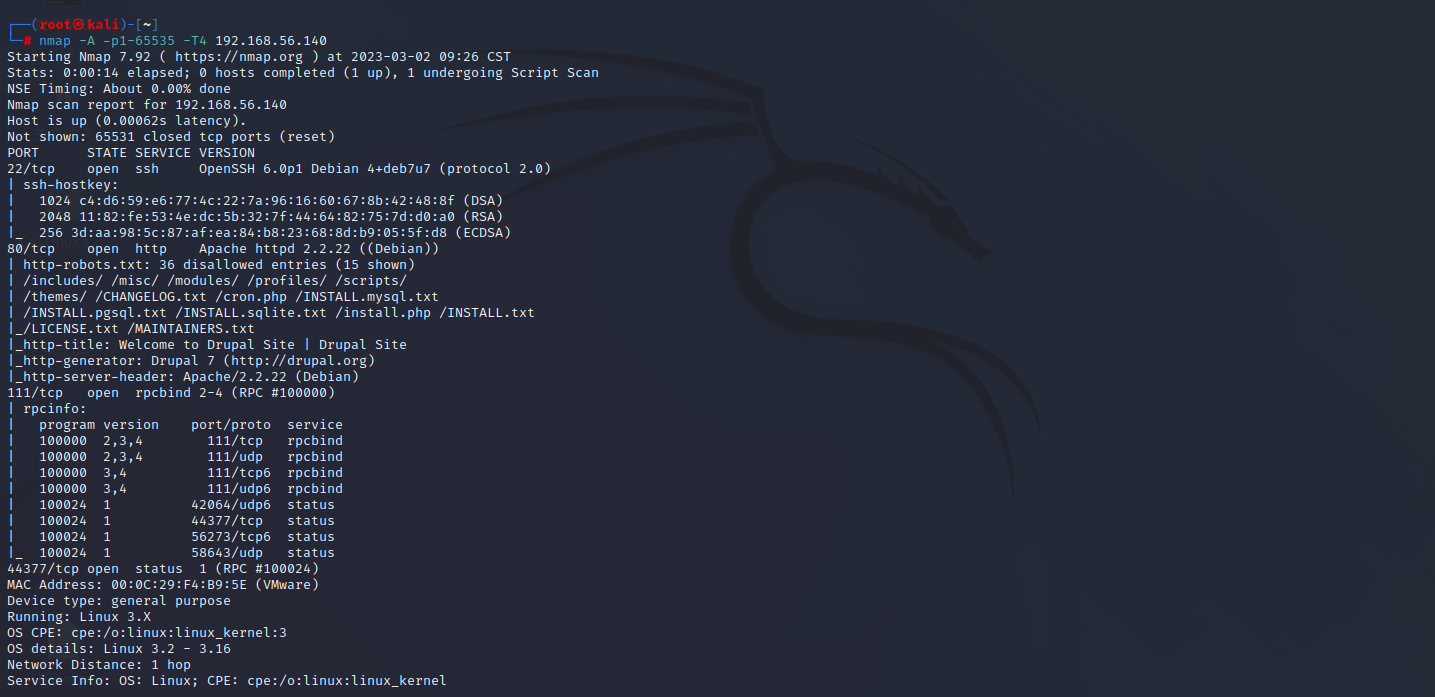 ┌──(root㉿kali)-[~]
└─# nmap -A -p1-65535 -T4 192.168.56.140
Starting Nmap 7.92 ( https://nmap.org ) at 2023-03-02 09:26 CST
Stats: 0:00:14 elapsed; 0 hosts completed (1 up), 1 undergoing Script Scan
NSE Timing: About 0.00% done
Nmap scan report for 192.168.56.140
Host is up (0.00062s latency).
Not shown: 65531 closed tcp ports (reset)
PORT      STATE SERVICE VERSION
22/tcp    open  ssh     OpenSSH 6.0p1 Debian 4+deb7u7 (protocol 2.0)
| ssh-hostkey:
|   1024 c4:d6:59:e6:77:4c:22:7a:96:16:60:67:8b:42:48:8f (DSA)
|   2048 11:82:fe:53:4e:dc:5b:32:7f:44:64:82:75:7d:d0:a0 (RSA)
|_  256 3d:aa:98:5c:87:af:ea:84:b8:23:68:8d:b9:05:5f:d8 (ECDSA)
80/tcp    open  http    Apache httpd 2.2.22 ((Debian))
| http-robots.txt: 36 disallowed entries (15 shown)
| /includes/ /misc/ /modules/ /profiles/ /scripts/
| /themes/ /CHANGELOG.txt /cron.php /INSTALL.mysql.txt
| /INSTALL.pgsql.txt /INSTALL.sqlite.txt /install.php /INSTALL.txt
|_/LICENSE.txt /MAINTAINERS.txt
|_http-title: Welcome to Drupal Site | Drupal Site
|_http-generator: Drupal 7 (http://drupal.org)
|_http-server-header: Apache/2.2.22 (Debian)
111/tcp   open  rpcbind 2-4 (RPC #100000)
| rpcinfo:
|   program version    port/proto  service
|   100000  2,3,4        111/tcp   rpcbind
|   100000  2,3,4        111/udp   rpcbind
|   100000  3,4          111/tcp6  rpcbind
|   100000  3,4          111/udp6  rpcbind
|   100024  1          42064/udp6  status
|   100024  1          44377/tcp   status
|   100024  1          56273/tcp6  status
|_  100024  1          58643/udp   status
44377/tcp open  status  1 (RPC #100024)
MAC Address: 00:0C:29:F4:B9:5E (VMware)
Device type: general purpose
Running: Linux 3.X
OS CPE: cpe:/o:linux:linux_kernel:3
OS details: Linux 3.2 - 3.16
Network Distance: 1 hop
Service Info: OS: Linux; CPE: cpe:/o:linux:linux_kernel